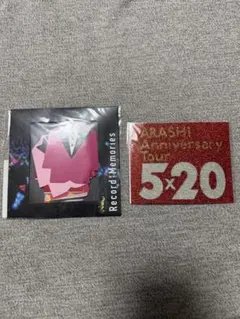 Record of Memories
ARASHI
Anniversary
Tour
5×20